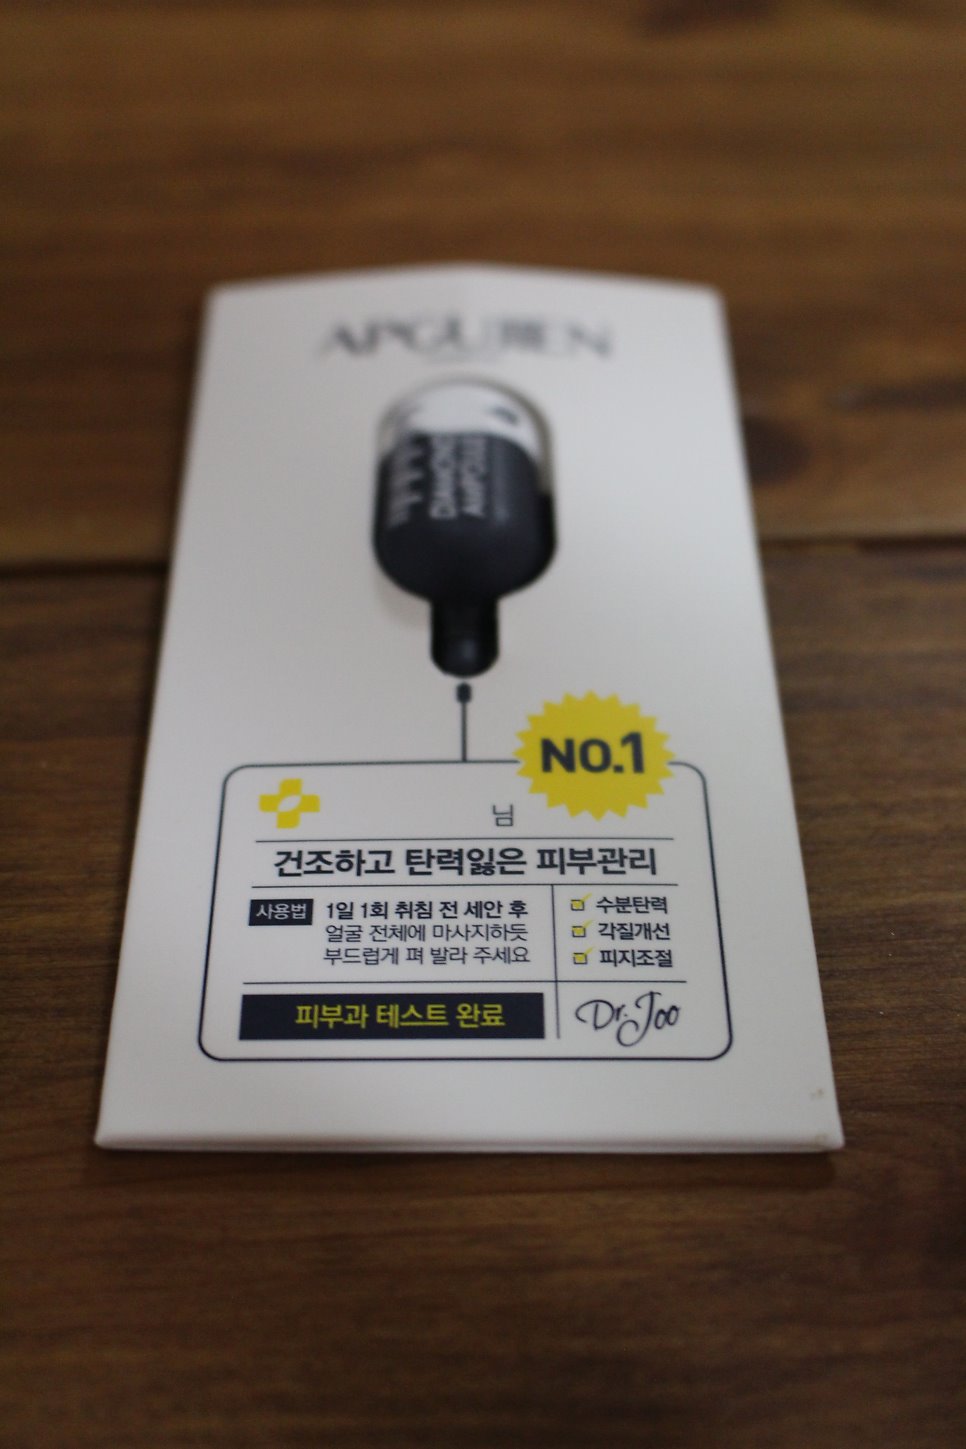 APGUJEEN
DIAMOND
AMPOULE
NO.1
님
건조하고 탄력잃은 피부관리
사용법
1일 1회 취침 전 세안 후
얼굴 전체에 마사지하듯
부드럽게 펴 발라 주세요
수분탄력
각질개선
피지조절
피부과 테스트 완료
Dr.Joo